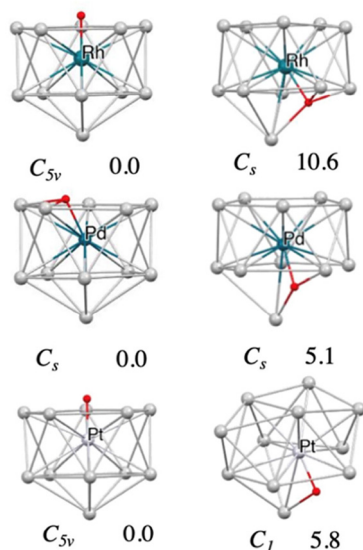 Rh Rh
C5v 0.0 Cs 10.6
Pd Pd
Cs 0.0 Cs 5.1
Pt Pt
C5v 0.0 C1 5.8